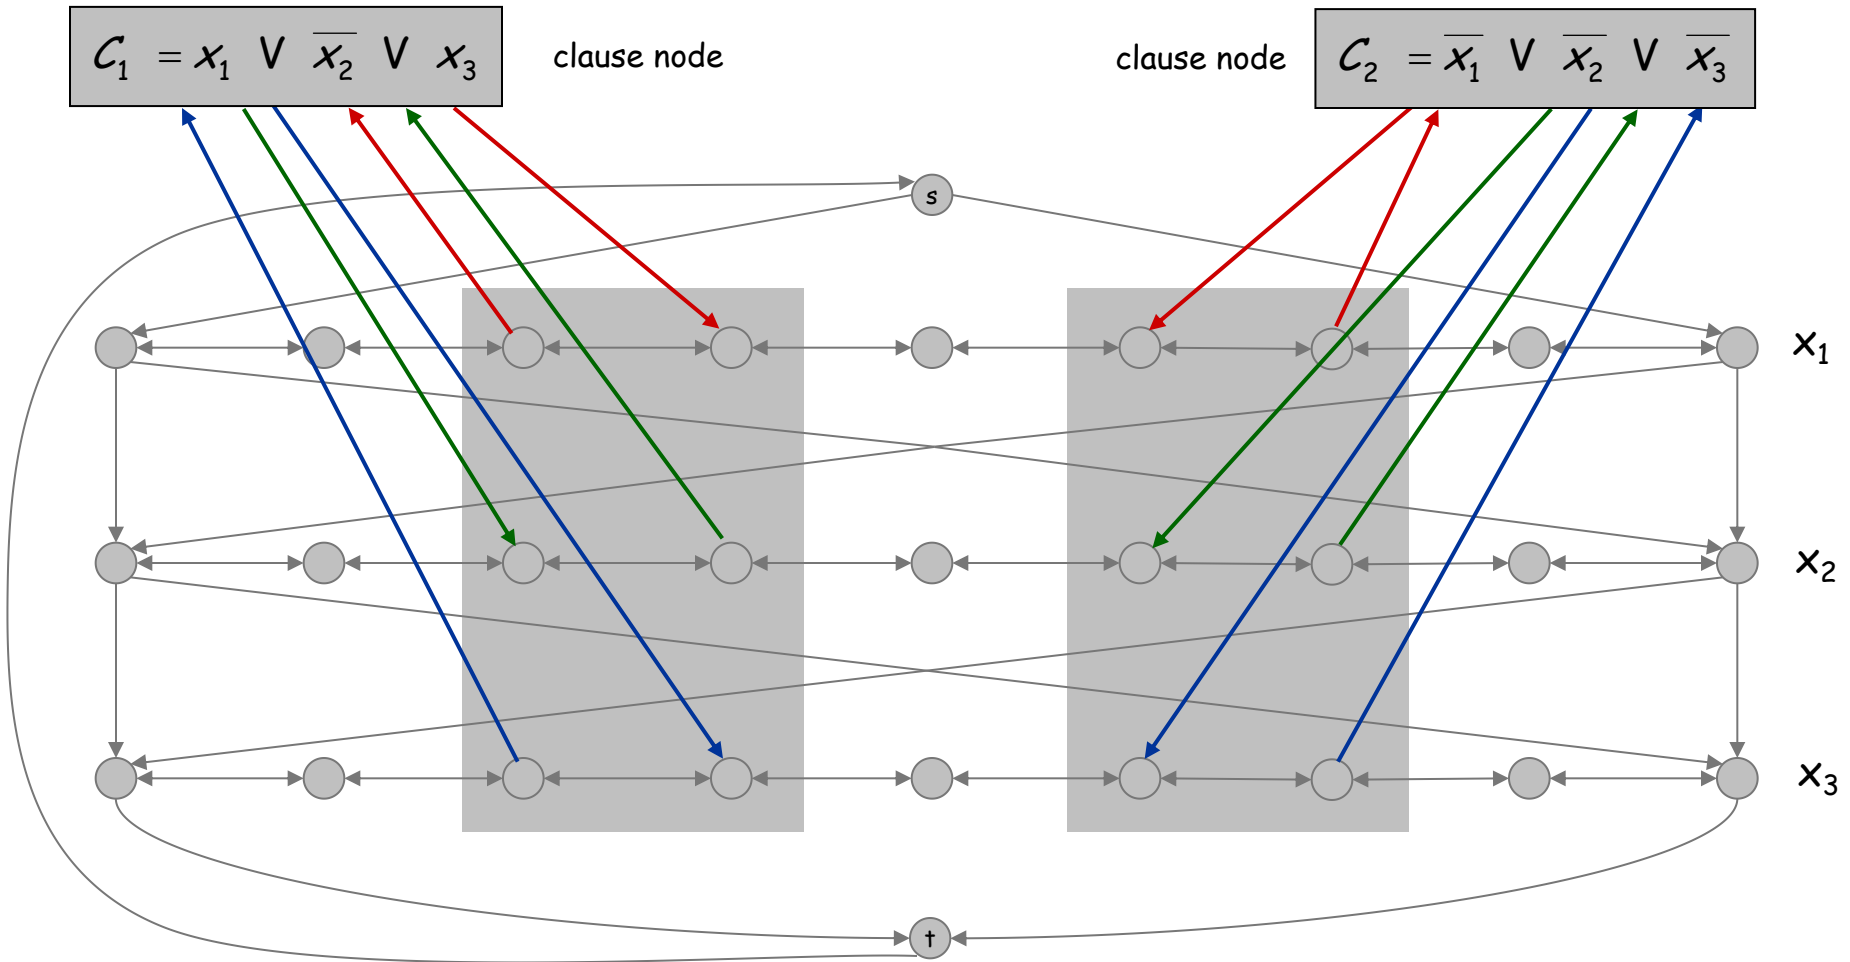 C₁ = x₁ V x̅₂ V x₃
clause node
clause node
C₂ = x̅₁ V x̅₂ V x̅₃
s
x₁
x₂
x₃
t